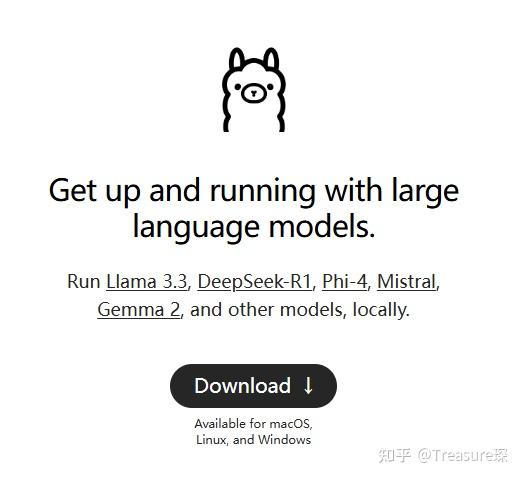 Get up and running with large
language models.
Run Llama 3.3, DeepSeek-R1, Phi-4, Mistral,
Gemma 2, and other models, locally.
Download ↓
Available for macOS,
Linux, and Windows
知乎 @Treasure琛